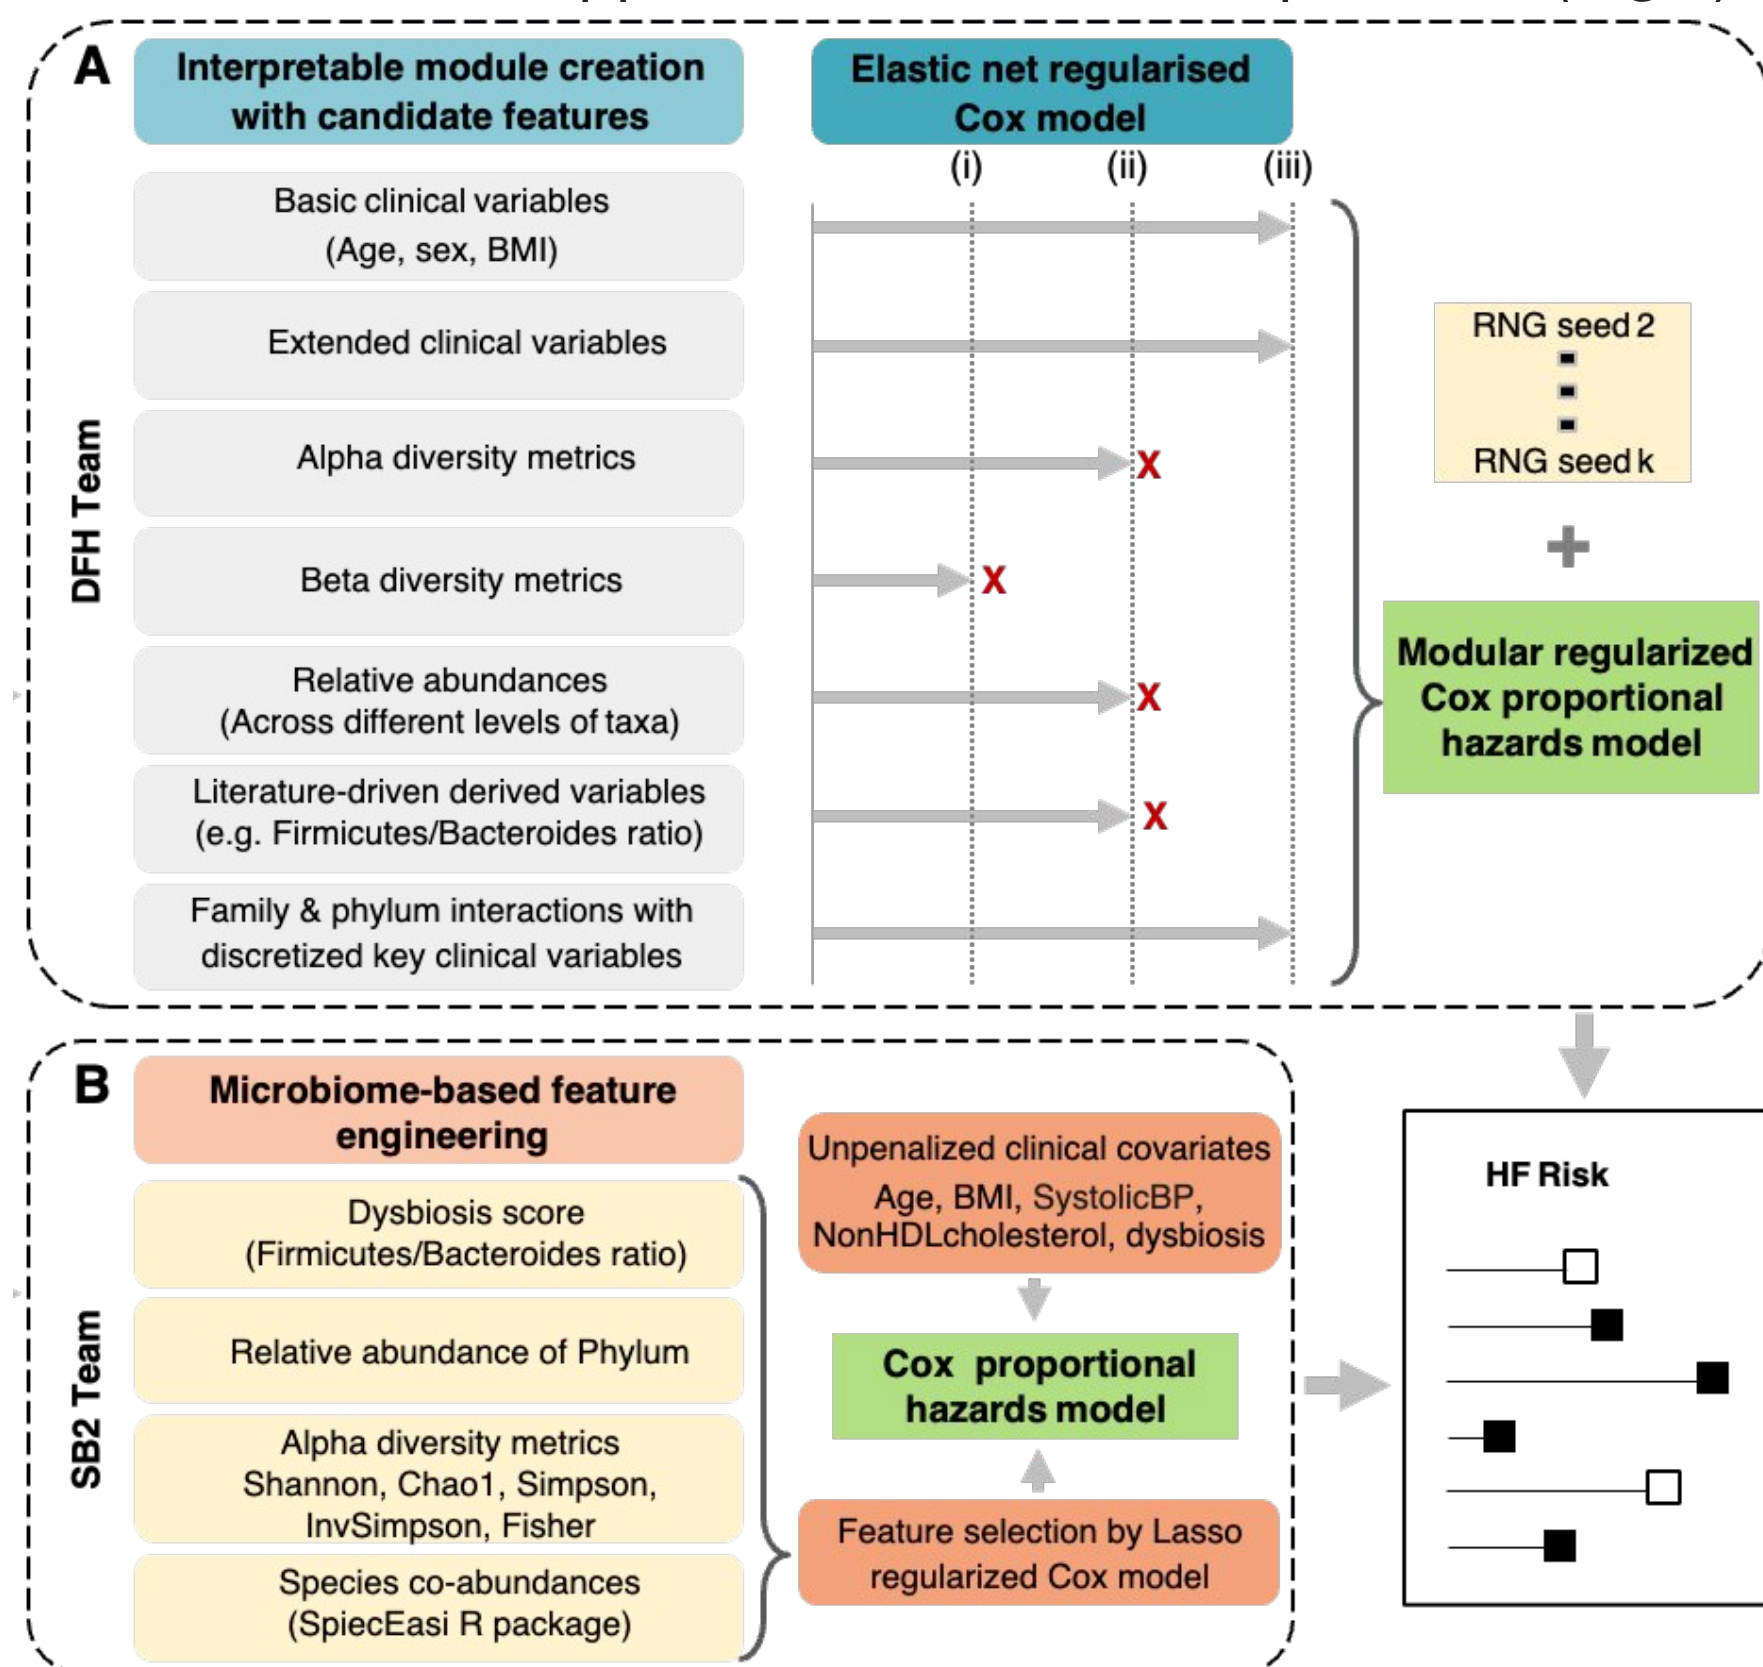 A
Interpretable module creation
with candidate features
Elastic net regularised
Cox model
(i)
(ii)
(iii)
DFH Team
Basic clinical variables
(Age, sex, BMI)
Extended clinical variables
Alpha diversity metrics
X
Beta diversity metrics
X
Relative abundances
(Across different levels of taxa)
X
Literature-driven derived variables
(e.g. Firmicutes/Bacteroides ratio)
X
Family & phylum interactions with
discretized key clinical variables
RNG seed 2
RNG seed k
Modular regularized
Cox proportional
hazards model
B
Microbiome-based feature
engineering
SB2 Team
Dysbiosis score
(Firmicutes/Bacteroides ratio)
Relative abundance of Phylum
Alpha diversity metrics
Shannon, Chao1, Simpson,
InvSimpson, Fisher
Species co-abundances
(SpiecEasi R package)
Unpenalized clinical covariates
Age, BMI, SystolicBP,
NonHDLcholesterol, dysbiosis
Cox proportional
hazards model
Feature selection by Lasso
regularized Cox model
HF Risk